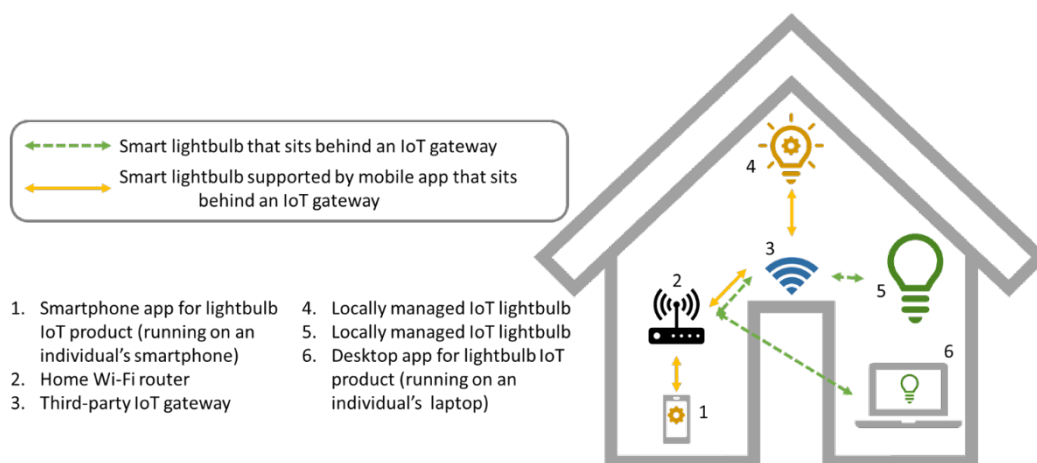 Smart lightbulb that sits behind an IoT gateway
Smart lightbulb supported by mobile app that sits
behind an IoT gateway
1. Smartphone app for lightbulb
IoT product (running on an
individual's smartphone)
2. Home Wi-Fi router
3. Third-party IoT gateway
4. Locally managed IoT lightbulb
5. Locally managed IoT lightbulb
6. Desktop app for lightbulb IoT
product (running on an
individual's laptop)
4
3
2
5
6
1